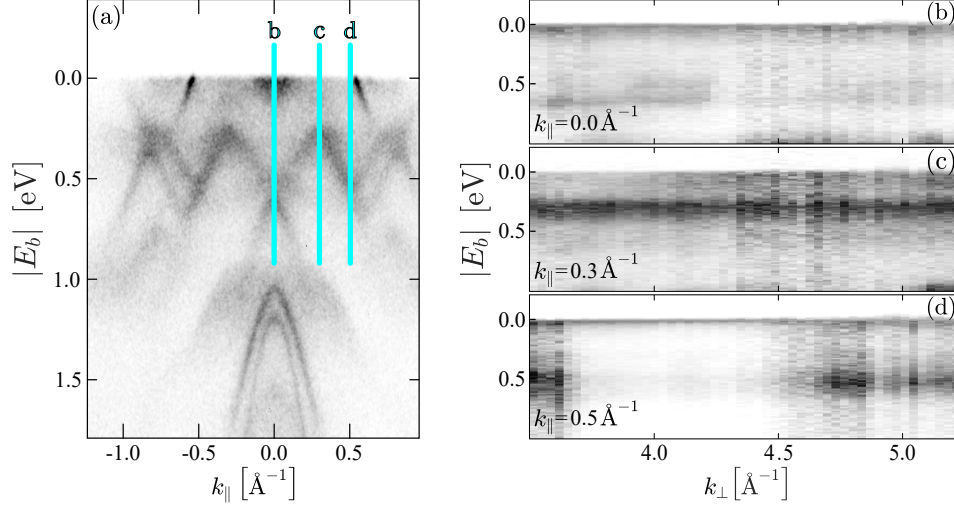 (a)
b c d
0.0
0.5
1.0
1.5
|E_b| [eV]
-1.0 -0.5 0.0 0.5
k_∥ [Å⁻¹]
(b)
0.0
0.5
k_∥=0.0 Å⁻¹
(c)
0.0
0.5
k_∥=0.3 Å⁻¹
|E_b| [eV]
(d)
0.0
0.5
k_∥=0.5 Å⁻¹
4.0 4.5 5.0
k_⊥ [Å⁻¹]